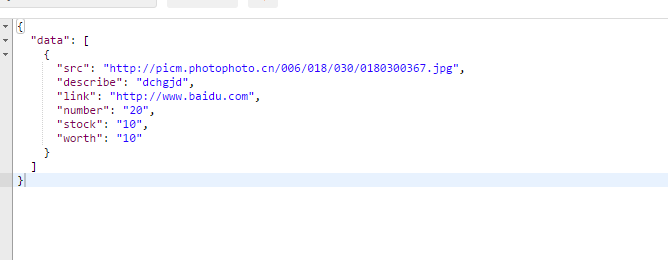 {
"data": [
{
"src": "http://picm.photophoto.cn/006/018/030/0180300367.jpg",
"describe": "dchgjd",
"link": "http://www.baidu.com",
"number": "20",
"stock": "10",
"worth": "10"
}
]
}